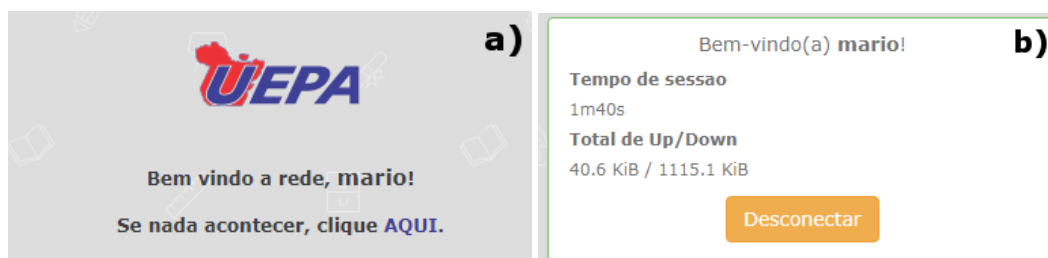 a)
UEPA
Bem vindo a rede, mario!
Se nada acontecer, clique AQUI.
b)
Bem-vindo(a) mario!
Tempo de sessao
1m40s
Total de Up/Down
40.6 KiB / 1115.1 KiB
Desconectar